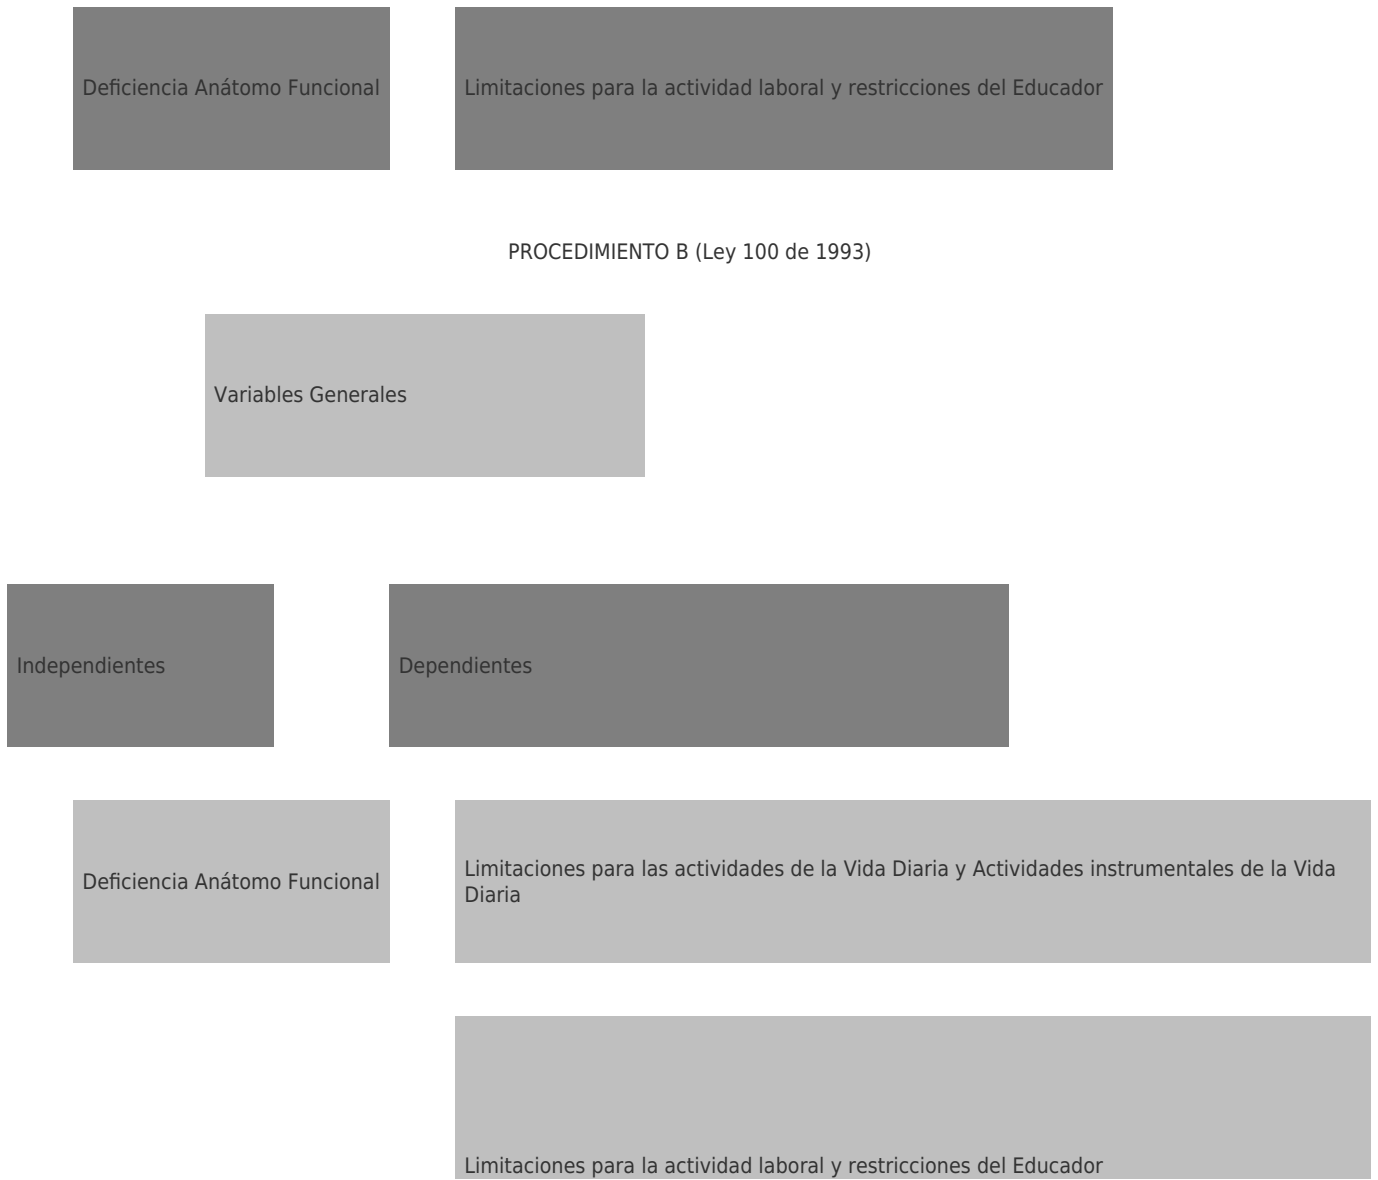 Deficiencia Anátomo Funcional
Limitaciones para la actividad laboral y restricciones del Educador
PROCEDIMIENTO B (Ley 100 de 1993)
Variables Generales
Independientes
Dependientes
Deficiencia Anátomo Funcional
Limitaciones para las actividades de la Vida Diaria y Actividades instrumentales de la Vida
Diaria
Limitaciones para la actividad laboral y restricciones del Educador